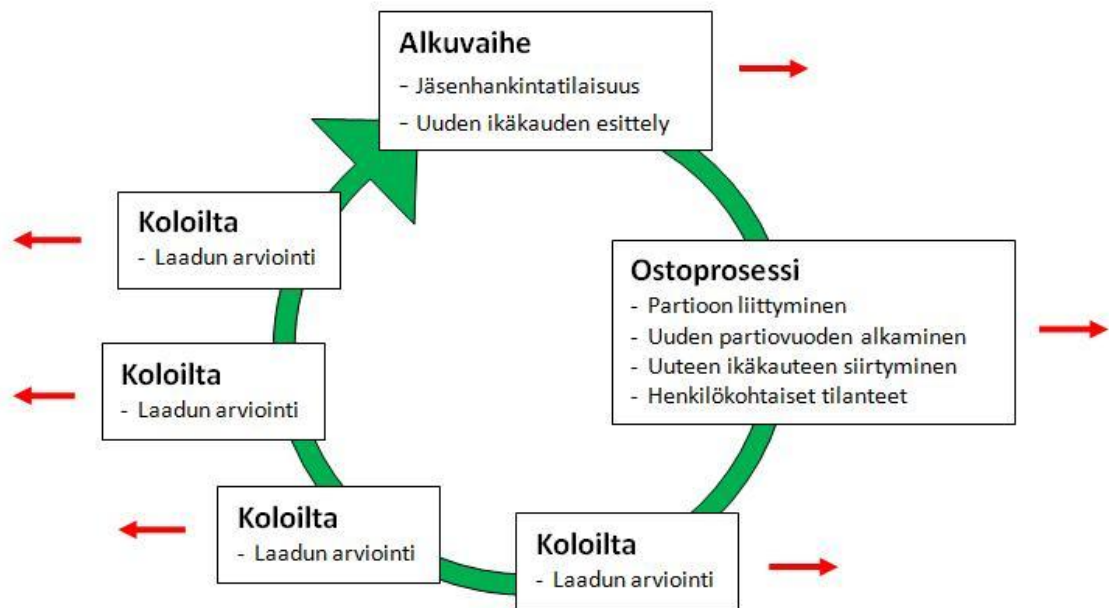 Alkuvaihe
- Jäsenhankintatilaisuus
- Uuden ikäkauden esittely
Ostoprosessi
- Partioon liittyminen
- Uuden partiovuoden alkaminen
- Uuteen ikäkauteen siirtyminen
- Henkilökohtaiset tilanteet
Koloilta
- Laadun arviointi
Koloilta
- Laadun arviointi
Koloilta
- Laadun arviointi
Koloilta
- Laadun arviointi